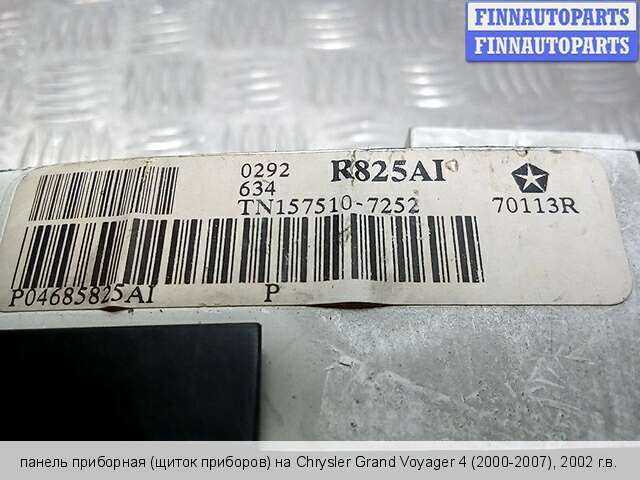 FINNAUTOPARTS
FINNAUTOPARTS
0292 R825AI
634
TN157510-7252 70113R
P04685825AI P
панель приборная (щиток приборов) на Chrysler Grand Voyager 4 (2000-2007), 2002 г.в.